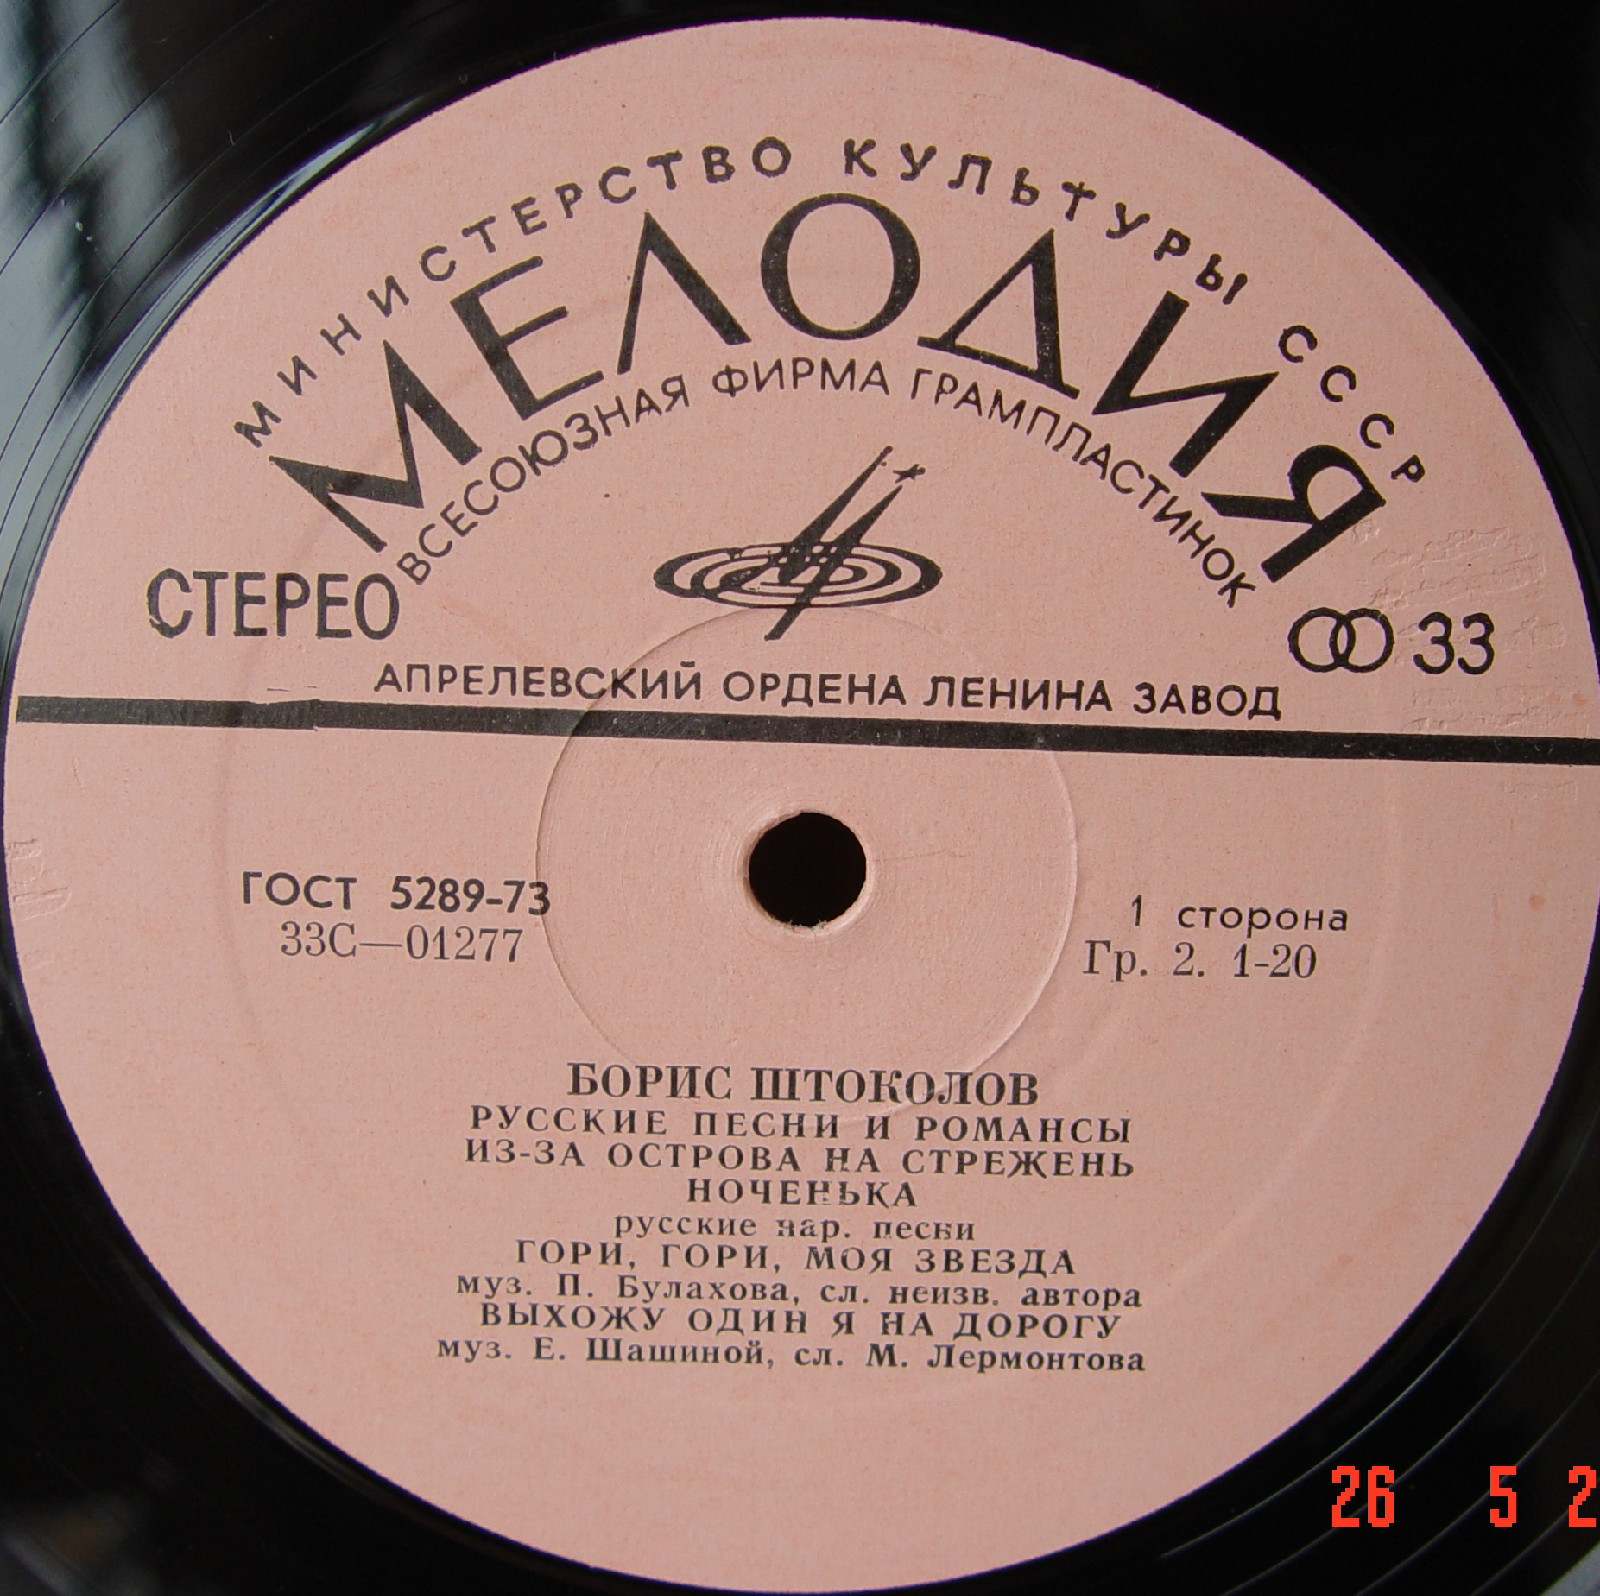 МИНИСТЕРСТВО КУЛЬТУРЫ СССР
МЕЛОДИЯ
ВСЕСОЮЗНАЯ ФИРМА ГРАМПЛАСТИНОК
СТЕРЕО
33
АПРЕЛЕВСКИЙ ОРДЕНА ЛЕНИНА ЗАВОД
ГОСТ 5289-73
33С—01277
1 сторона
Гр. 2. 1-20
БОРИС ШТОКОЛОВ
РУССКИЕ ПЕСНИ И РОМАНСЫ
ИЗ-ЗА ОСТРОВА НА СТРЕЖЕНЬ
НОЧЕНЬКА
русские нар. песни
ГОРИ, ГОРИ, МОЯ ЗВЕЗДА
муз. П. Булахова, сл. неизв. автора
ВЫХОЖУ ОДИН Я НА ДОРОГУ
муз. Е. Шашиной, сл. М. Лермонтова
26 5 2